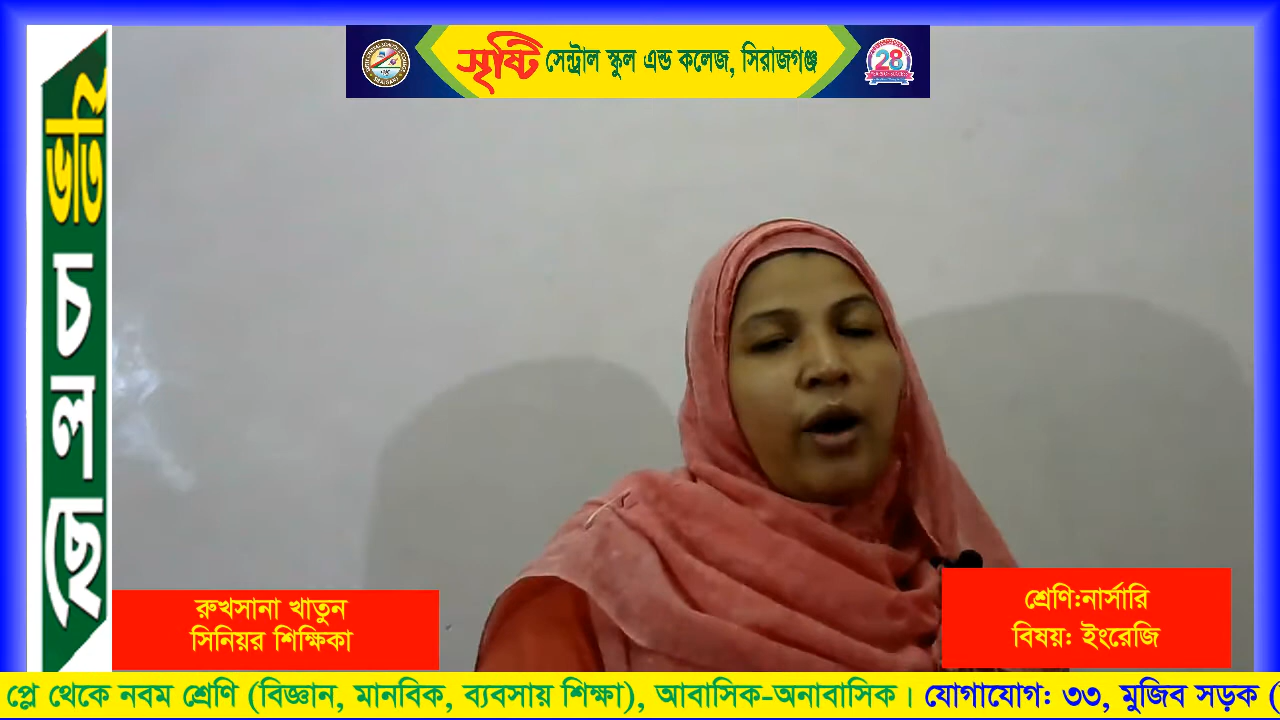 সৃষ্টি সেন্ট্রাল স্কুল এন্ড কলেজ, সিরাজগঞ্জ
28
ভর্তি চলছে
রুখসানা খাতুন
সিনিয়র শিক্ষিকা
শ্রেণি:নার্সারি
বিষয়: ইংরেজি
প্লে থেকে নবম শ্রেণি (বিজ্ঞান, মানবিক, ব্যবসায় শিক্ষা), আবাসিক-অনাবাসিক। যোগাযোগ: ৩৩, মুজিব সড়ক (